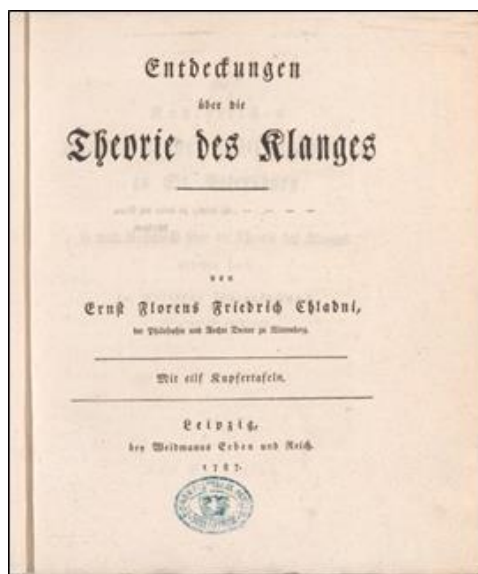 Entdeckungen
über die
Theorie des Klanges
von
Ernst Florens Friedrich Chladni,
der Philosophie und Rechte Doctor zu Wittenberg.
Mit eilf Kupfertafeln.
Leipzig,
bey Weidmanns Erben und Reich.
1787.